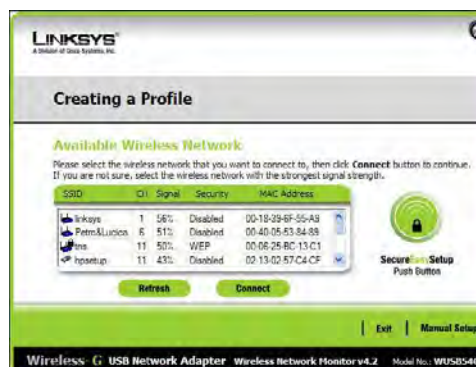 LINKSYS®
A Division of Cisco Systems, Inc.
Creating a Profile
Available Wireless Network
Please select the wireless network that you want to connect to, then click Connect button to continue.
If you are not sure, select the wireless network with the strongest signal strength.
SSID CH Signal Security MAC Address
linksys 1 56% Disabled 00-18-39-6F-55-A9
Petro&Lucica 6 51% Disabled 00-40-05-53-84-89
tns 11 50% WEP 00-06-25-BC-13-C1
hpsetup 11 43% Disabled 02-13-02-57-C4-CF
Refresh Connect
SecureEasySetup
Push Button
Exit Manual Setup
Wireless-G USB Network Adapter Wireless Network Monitor v4.2 Model No.: WUSB54G